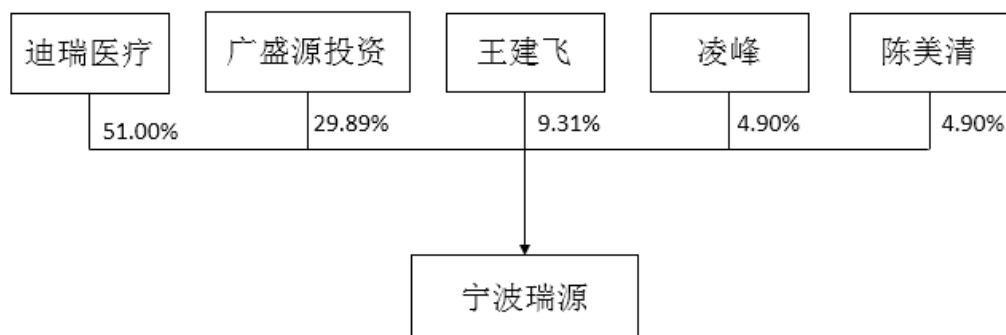 迪瑞医疗
广盛源投资
王建飞
凌峰
陈美清
51.00%
29.89%
9.31%
4.90%
4.90%
宁波瑞源